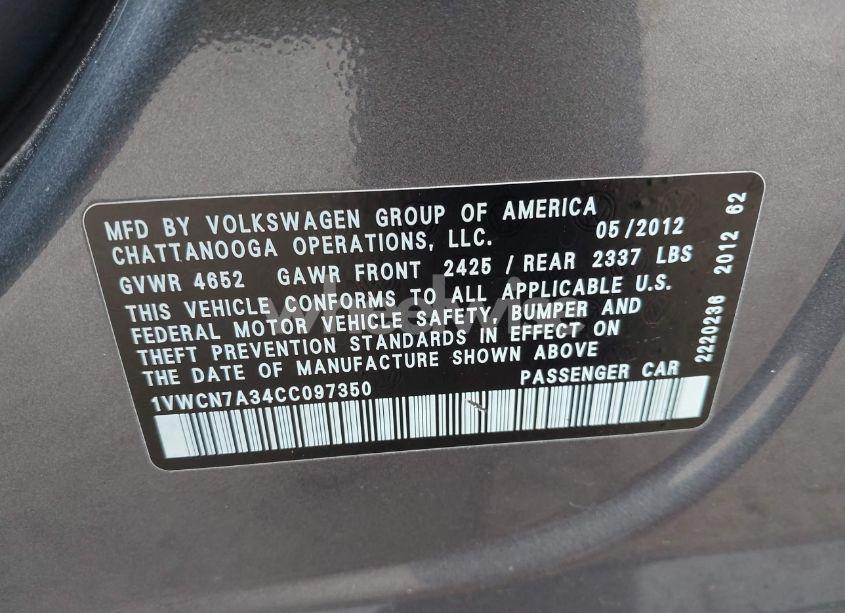 MFD BY VOLKSWAGEN GROUP OF AMERICA
CHATTANOOGA OPERATIONS, LLC. 05/2012
GVWR 4652 GAWR FRONT 2425 / REAR 2337 LBS
THIS VEHICLE CONFORMS TO ALL APPLICABLE U.S.
FEDERAL MOTOR VEHICLE SAFETY, BUMPER AND
THEFT PREVENTION STANDARDS IN EFFECT ON
THE DATE OF MANUFACTURE SHOWN ABOVE
1VWCN7A34CC097350 PASSENGER CAR
2220236 2012 62